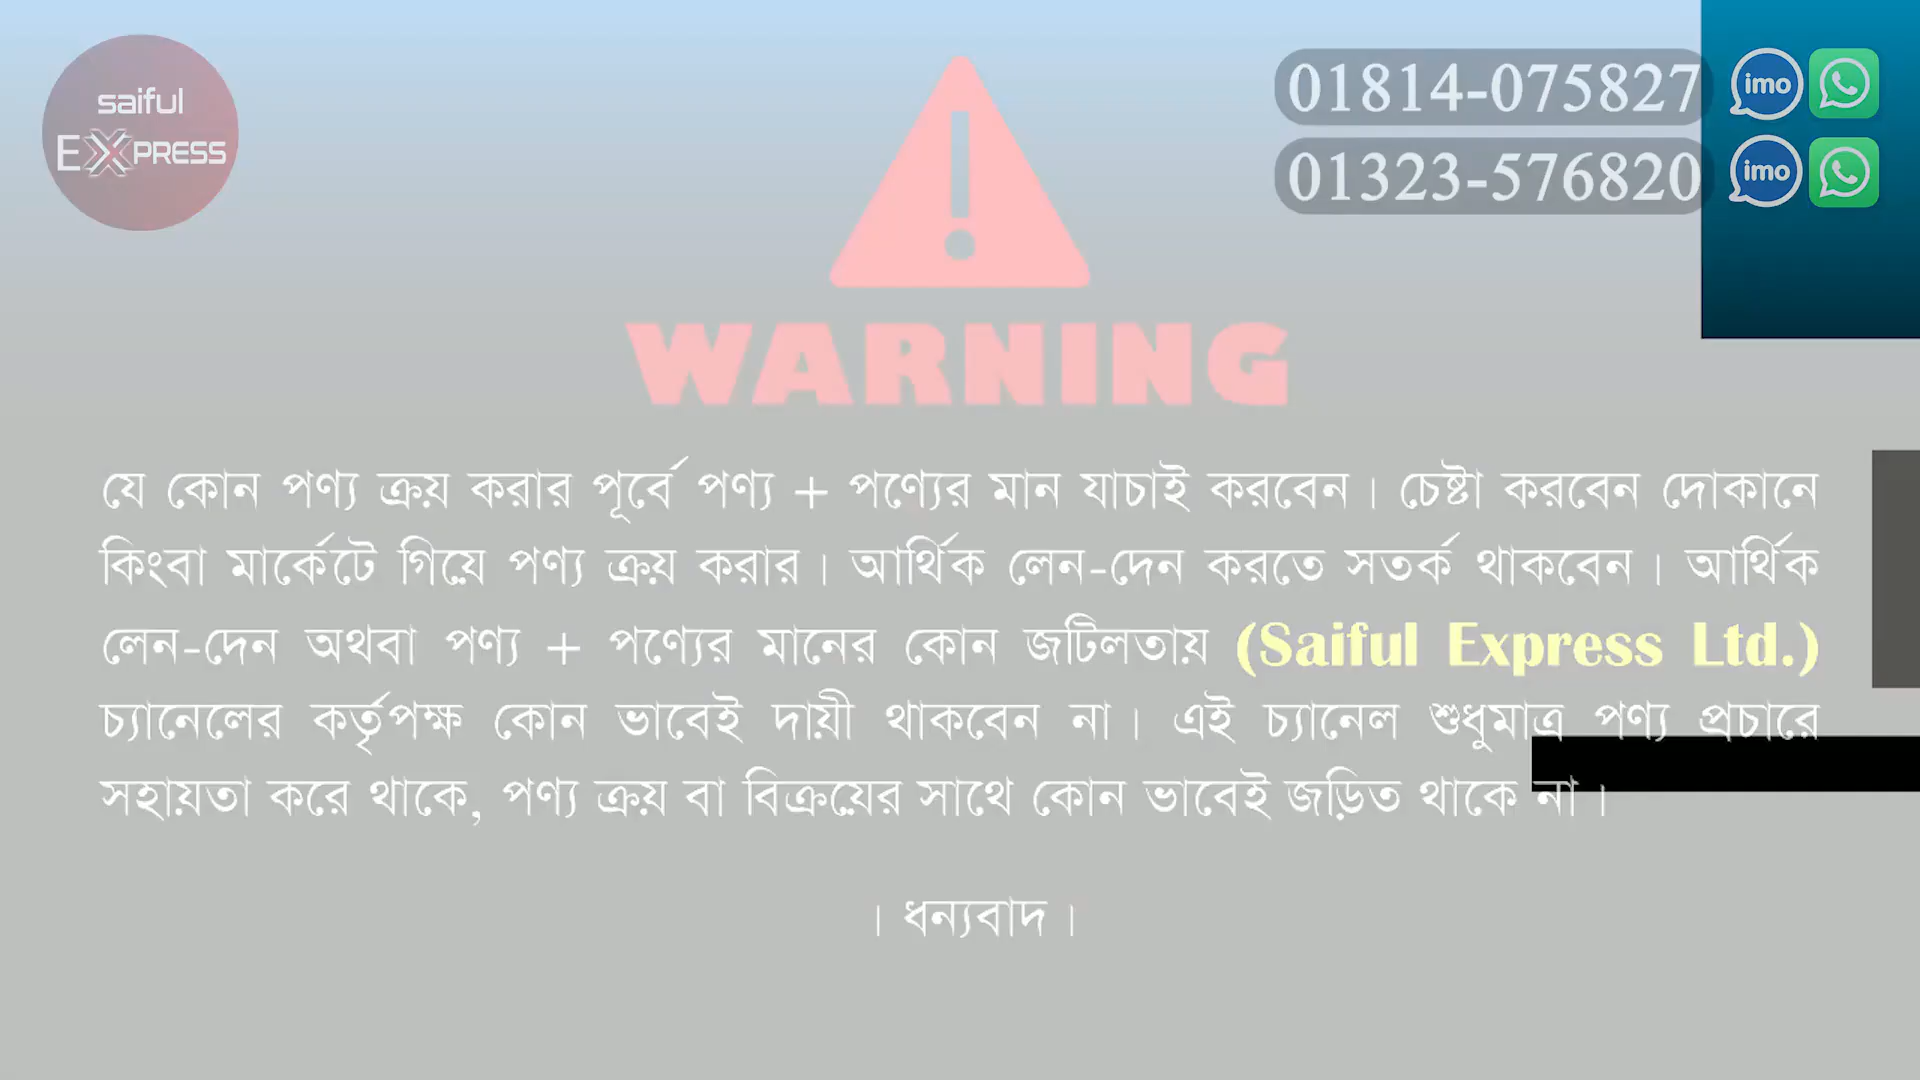 saiful
EXPRESS
01814-075827 imo
01323-576820 imo
WARNING
যে কোন পণ্য ক্রয় করার পূর্বে পণ্য + পণ্যের মান যাচাই করবেন। চেষ্টা করবেন দোকানে
কিংবা মার্কেটে গিয়ে পণ্য ক্রয় করার। আর্থিক লেন-দেন করতে সতর্ক থাকবেন। আর্থিক
লেন-দেন অথবা পণ্য + পণ্যের মানের কোন জটিলতায় (Saiful Express Ltd.)
চ্যানেলের কর্তৃপক্ষ কোন ভাবেই দায়ী থাকবেন না। এই চ্যানেল শুধুমাত্র পণ্য প্রচারে
সহায়তা করে থাকে, পণ্য ক্রয় বা বিক্রয়ের সাথে কোন ভাবেই জড়িত থাকে না।
। ধন্যবাদ ।